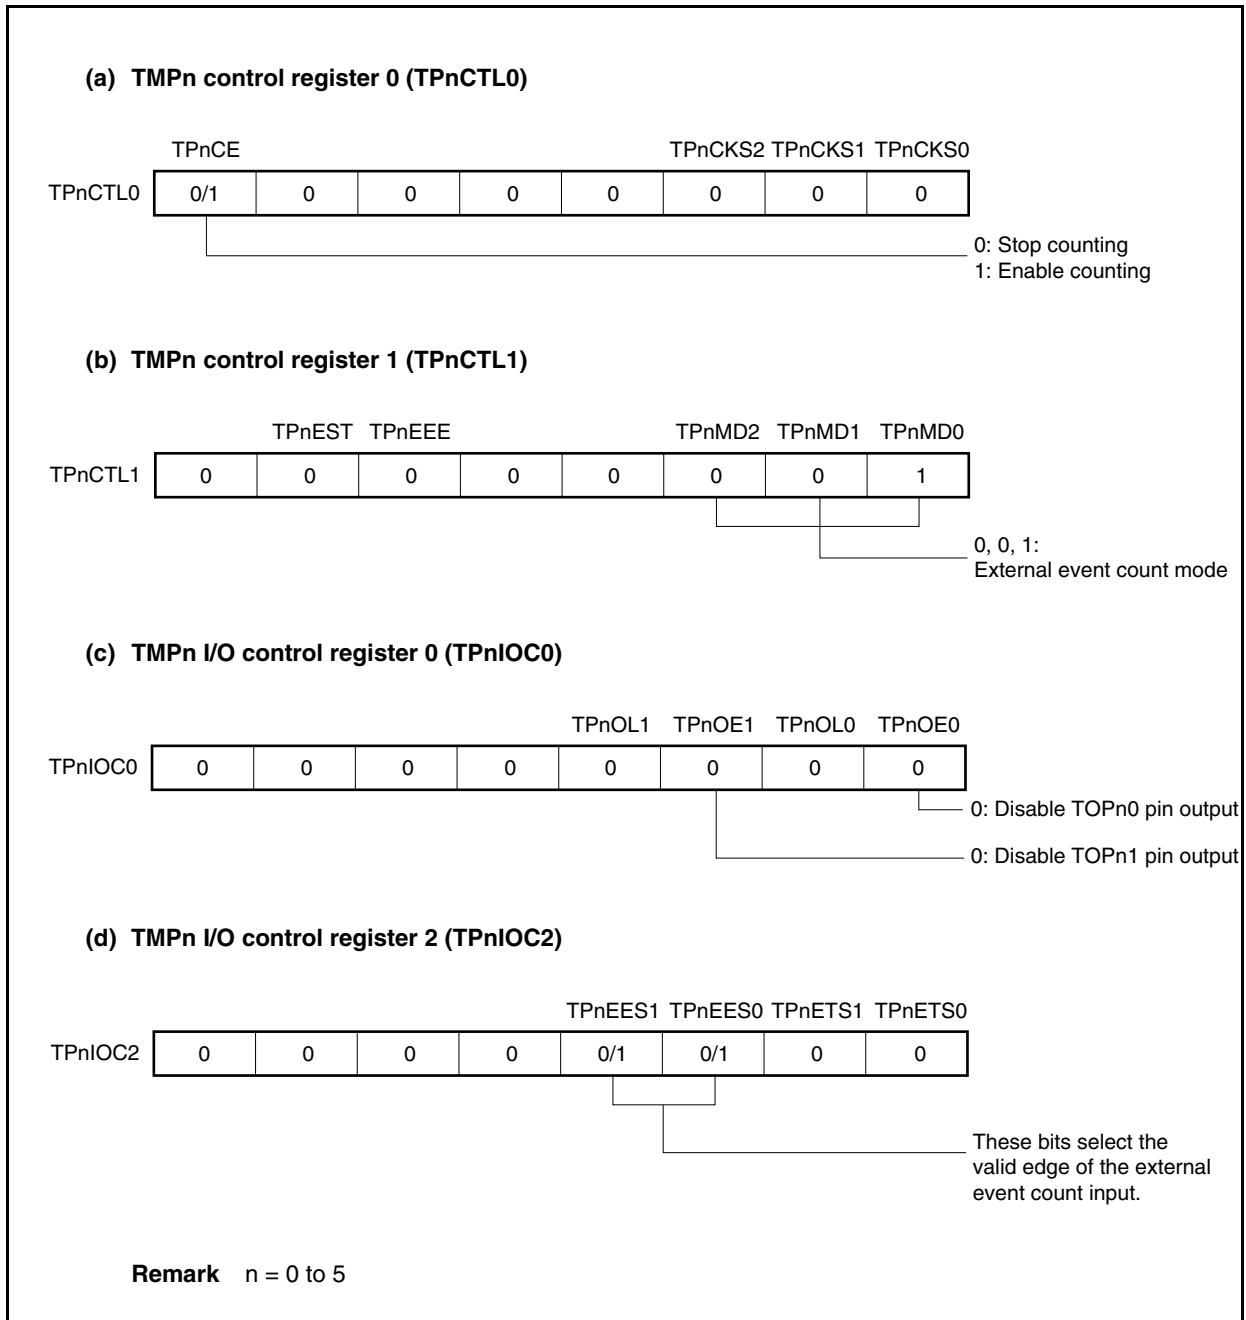 (a) TMPn control register 0 (TPnCTL0)
TPnCE TPnCKS2 TPnCKS1 TPnCKS0
TPnCTL0 0/1 0 0 0 0 0 0 0
0: Stop counting
1: Enable counting
(b) TMPn control register 1 (TPnCTL1)
TPnEST TPnEEE TPnMD2 TPnMD1 TPnMD0
TPnCTL1 0 0 0 0 0 0 0 1
0, 0, 1:
External event count mode
(c) TMPn I/O control register 0 (TPnIOC0)
TPnOL1 TPnOE1 TPnOL0 TPnOE0
TPnIOC0 0 0 0 0 0 0 0 0
0: Disable TOPn0 pin output
0: Disable TOPn1 pin output
(d) TMPn I/O control register 2 (TPnIOC2)
TPnEES1 TPnEES0 TPnETS1 TPnETS0
TPnIOC2 0 0 0 0 0/1 0/1 0 0
These bits select the
valid edge of the external
event count input.
Remark n = 0 to 5